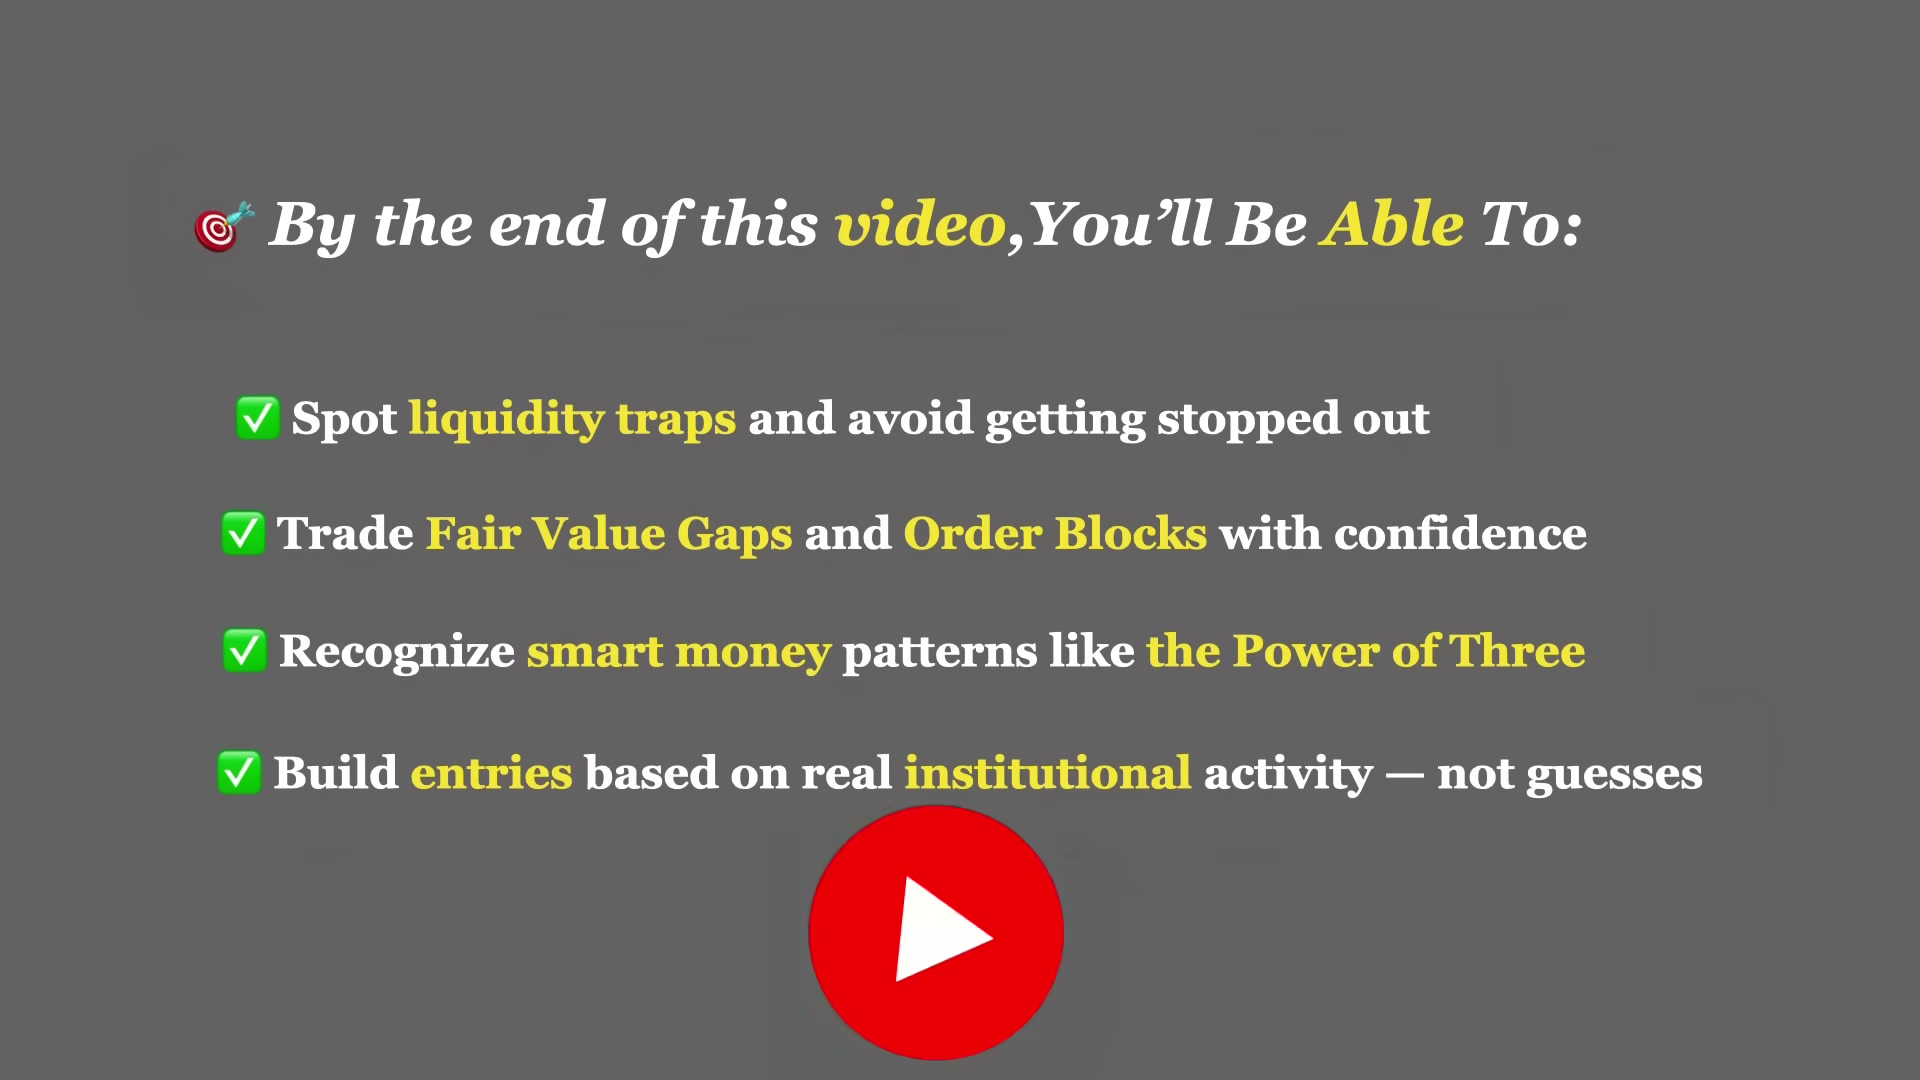 🎯 By the end of this video,You’ll Be Able To:
✅ Spot liquidity traps and avoid getting stopped out
✅ Trade Fair Value Gaps and Order Blocks with confidence
✅ Recognize smart money patterns like the Power of Three
✅ Build entries based on real institutional activity — not guesses